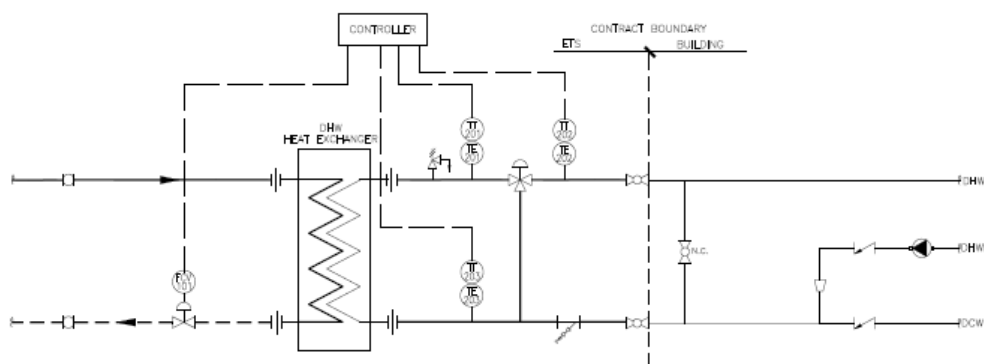 CONTROLLER
CONTRACT BOUNDARY
ETS BUILDING
DHW
HEAT EXCHANGER
TT
201
TE
201
TT
202
TE
202
DHW
N.C.
DHW
TT
203
TE
203
FCV
101
DCW